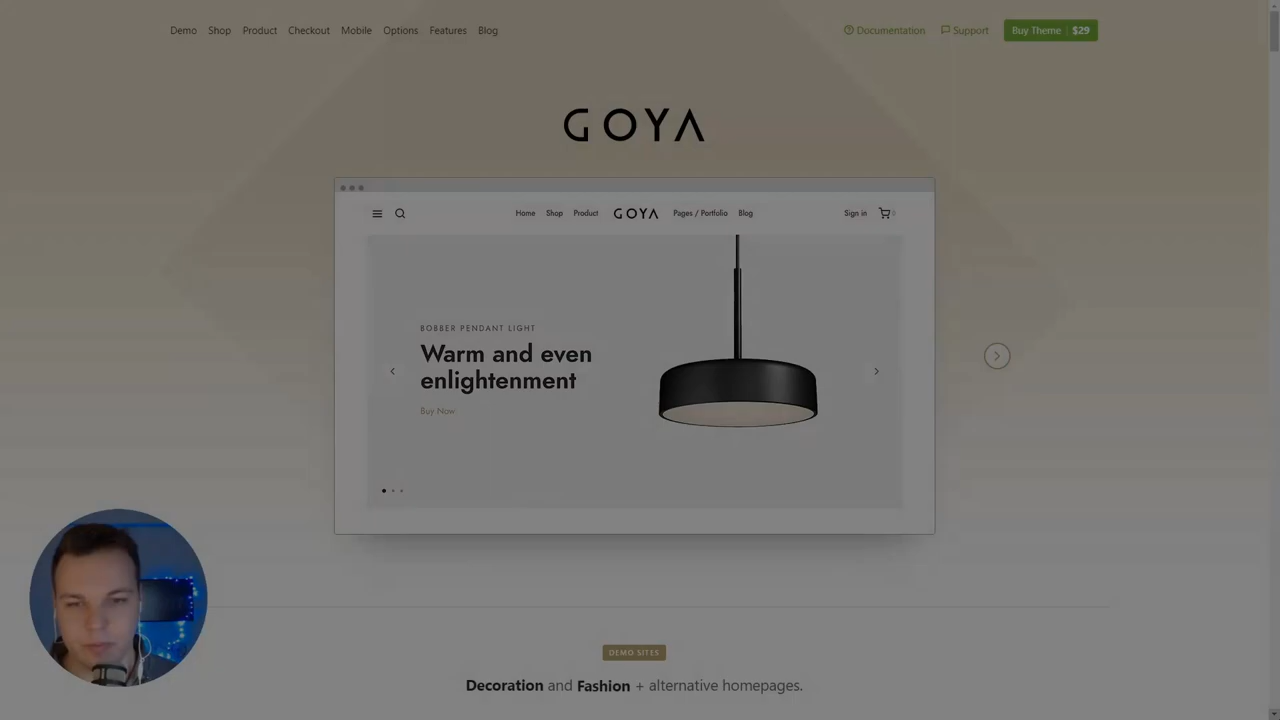 Demo Shop Product Checkout Mobile Options Features Blog
Documentation Support Buy Theme $29
GOYA
Home Shop Product GOYA Pages / Portfolio Blog Sign in
BOBBER PENDANT LIGHT
Warm and even
enlightenment
Buy Now
DEMO SITES
Decoration and Fashion + alternative homepages.